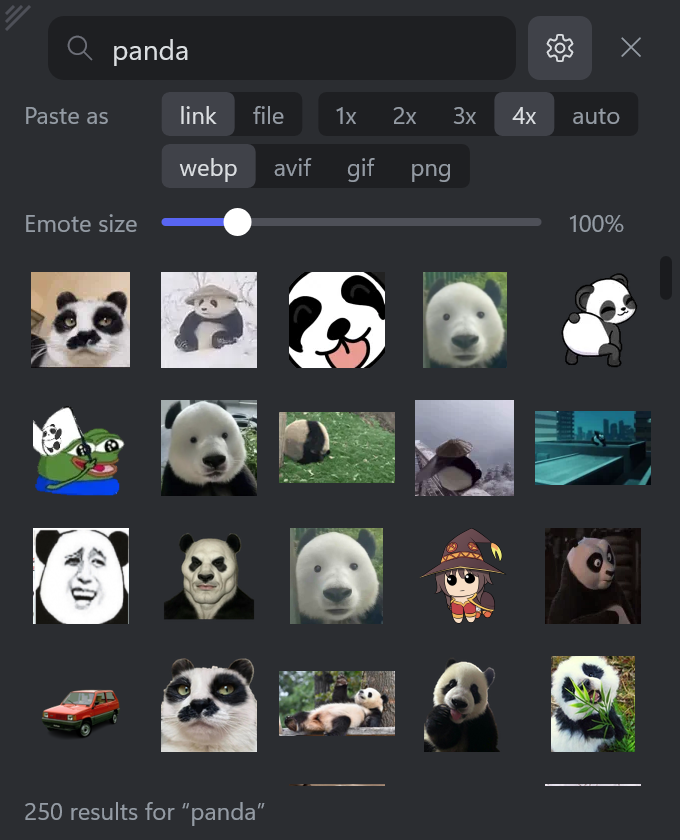 panda
Paste as link file 1x 2x 3x 4x auto
webp avif gif png
Emote size 100%
250 results for “panda”